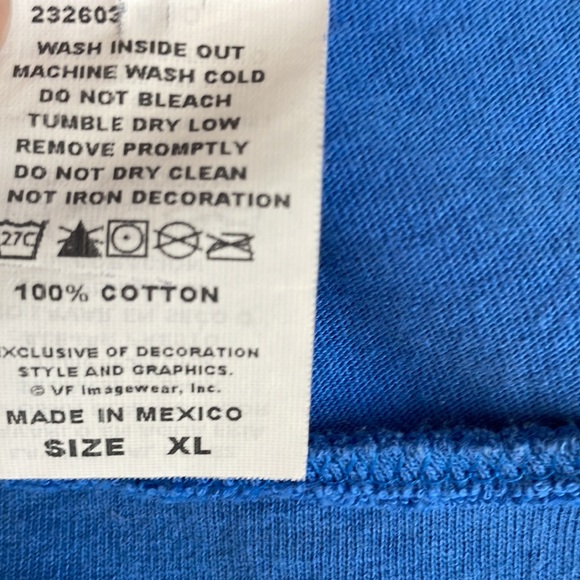 232603
WASH INSIDE OUT
MACHINE WASH COLD
DO NOT BLEACH
TUMBLE DRY LOW
REMOVE PROMPTLY
DO NOT DRY CLEAN
NOT IRON DECORATION
27C
100% COTTON
XCLUSIVE OF DECORATION
STYLE AND GRAPHICS.
© VF Imagewear, Inc.
MADE IN MEXICO
SIZE XL